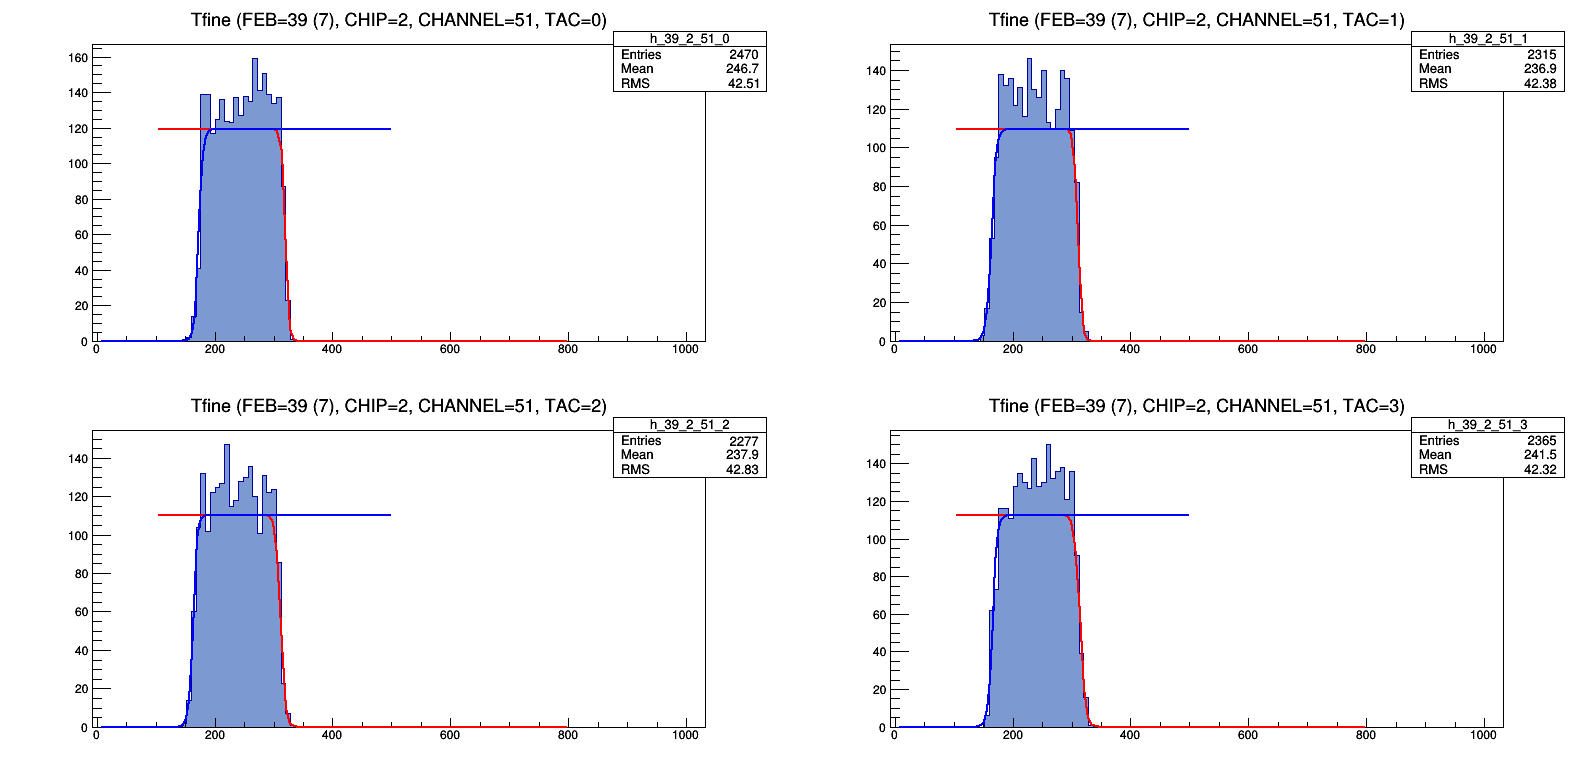 Tfine (FEB=39 (7), CHIP=2, CHANNEL=51, TAC=0)
h_39_2_51_0
Entries 2470
Mean 246.7
RMS 42.51
160
140
120
100
80
60
40
20
0
0 200 400 600 800 1000
Tfine (FEB=39 (7), CHIP=2, CHANNEL=51, TAC=1)
h_39_2_51_1
Entries 2315
Mean 236.9
RMS 42.38
140
120
100
80
60
40
20
0
0 200 400 600 800 1000
Tfine (FEB=39 (7), CHIP=2, CHANNEL=51, TAC=2)
h_39_2_51_2
Entries 2277
Mean 237.9
RMS 42.83
140
120
100
80
60
40
20
0
0 200 400 600 800 1000
Tfine (FEB=39 (7), CHIP=2, CHANNEL=51, TAC=3)
h_39_2_51_3
Entries 2365
Mean 241.5
RMS 42.32
140
120
100
80
60
40
20
0
0 200 400 600 800 1000